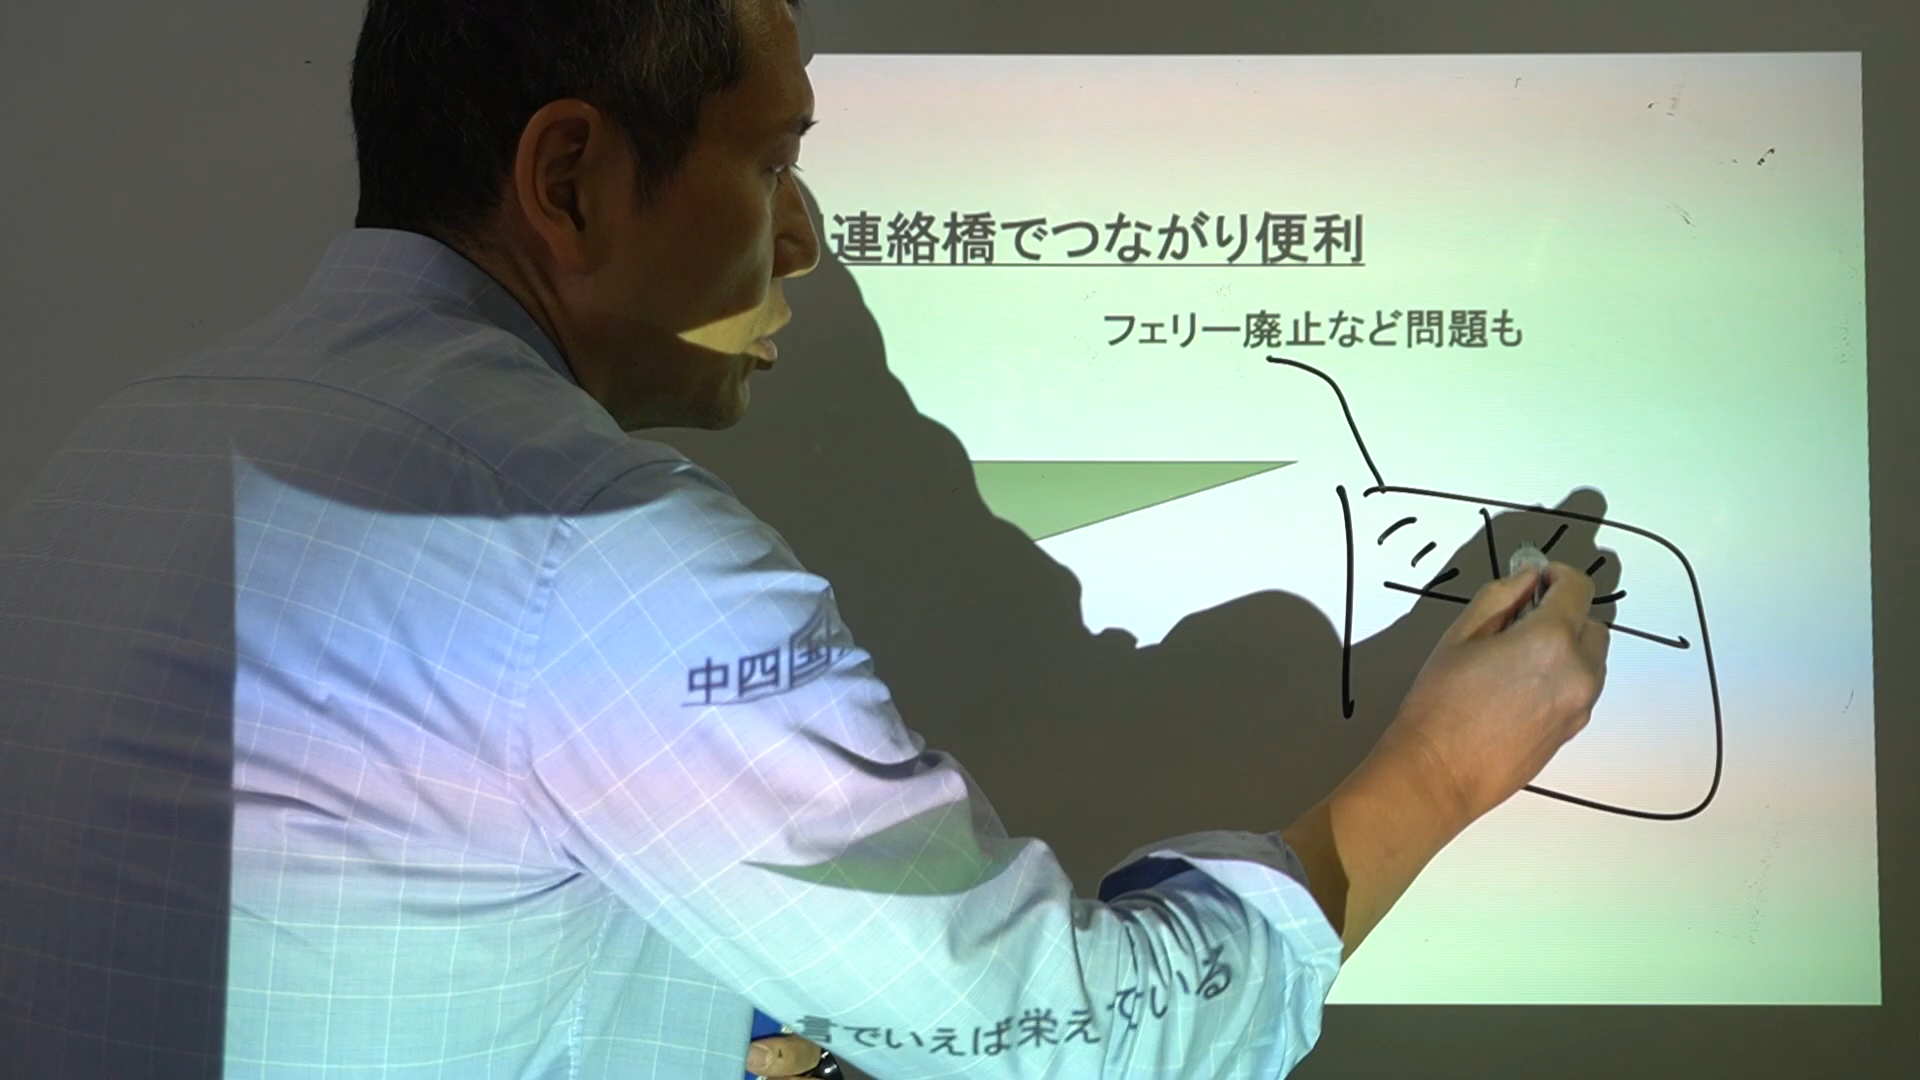 連絡橋でつながり便利
フェリー廃止など問題も
中四国
言でいえば栄えている